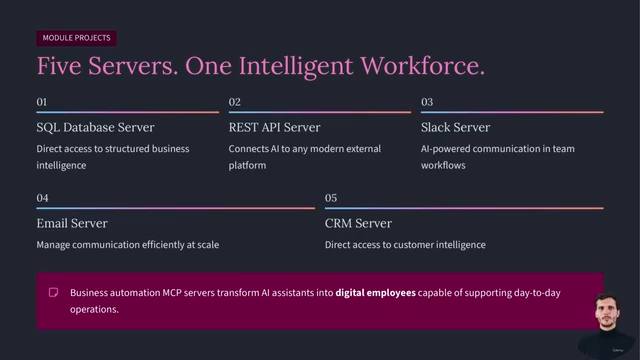 MODULE PROJECTS
Five Servers. One Intelligent Workforce.
01
SQL Database Server
Direct access to structured business
intelligence
02
REST API Server
Connects AI to any modern external
platform
03
Slack Server
AI-powered communication in team
workflows
04
Email Server
Manage communication efficiently at scale
05
CRM Server
Direct access to customer intelligence
Business automation MCP servers transform AI assistants into digital employees capable of supporting day-to-day
operations.